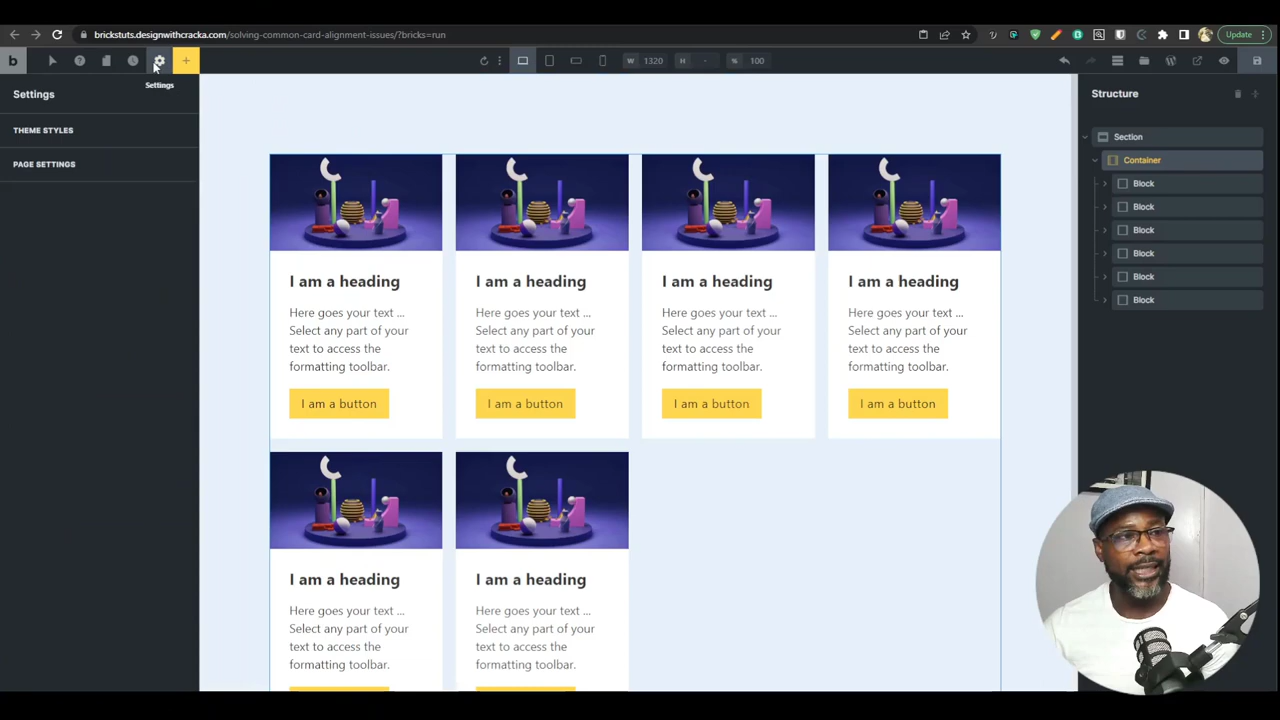 brickstuts.designwithcracka.com/solving-common-card-alignment-issues/?bricks=run
Update
b
W 1320 H - % 100
Settings
Settings
THEME STYLES
PAGE SETTINGS
I am a heading
Here goes your text ...
Select any part of your
text to access the
formatting toolbar.
I am a button
I am a heading
Here goes your text ...
Select any part of your
text to access the
formatting toolbar.
I am a button
I am a heading
Here goes your text ...
Select any part of your
text to access the
formatting toolbar.
I am a button
I am a heading
Here goes your text ...
Select any part of your
text to access the
formatting toolbar.
I am a button
I am a heading
Here goes your text ...
Select any part of your
text to access the
formatting toolbar.
I am a heading
Here goes your text ...
Select any part of your
text to access the
formatting toolbar.
Structure
Section
Container
Block
Block
Block
Block
Block
Block